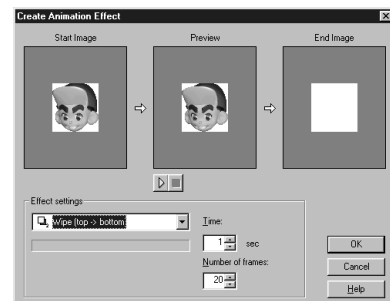 Create Animation Effect
Start Image
Preview
End Image
Effect settings
Wipe (top -> bottom
Time:
1 sec
Number of frames:
20
OK
Cancel
Help